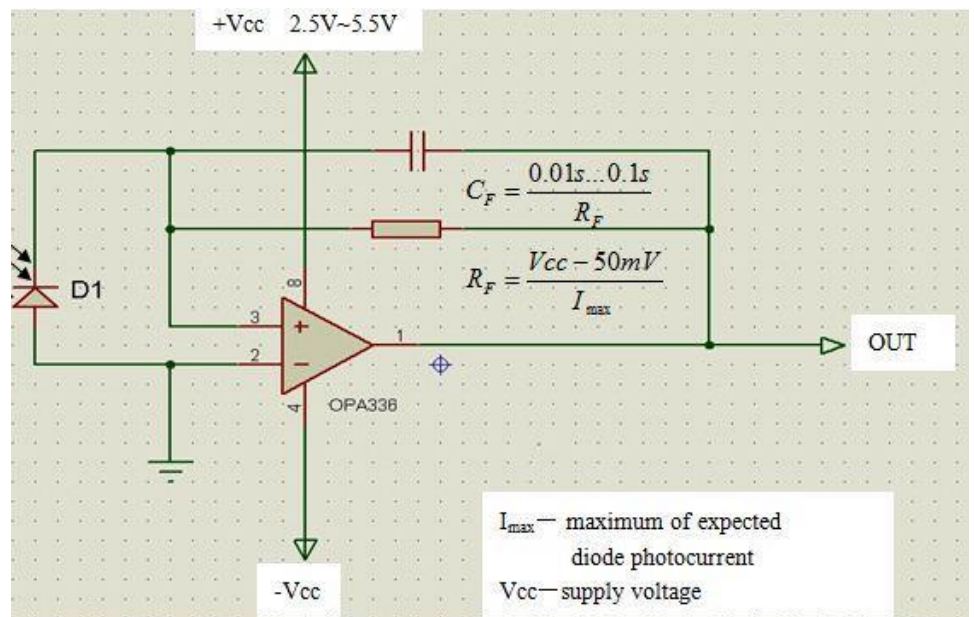 +Vcc 2.5V~5.5V
C_F = 0.01s...0.1s / R_F
R_F = Vcc − 50mV / I_max
D1
8
3
+
1
2
−
4
OPA336
OUT
I_max— maximum of expected
diode photocurrent
Vcc—supply voltage
-Vcc